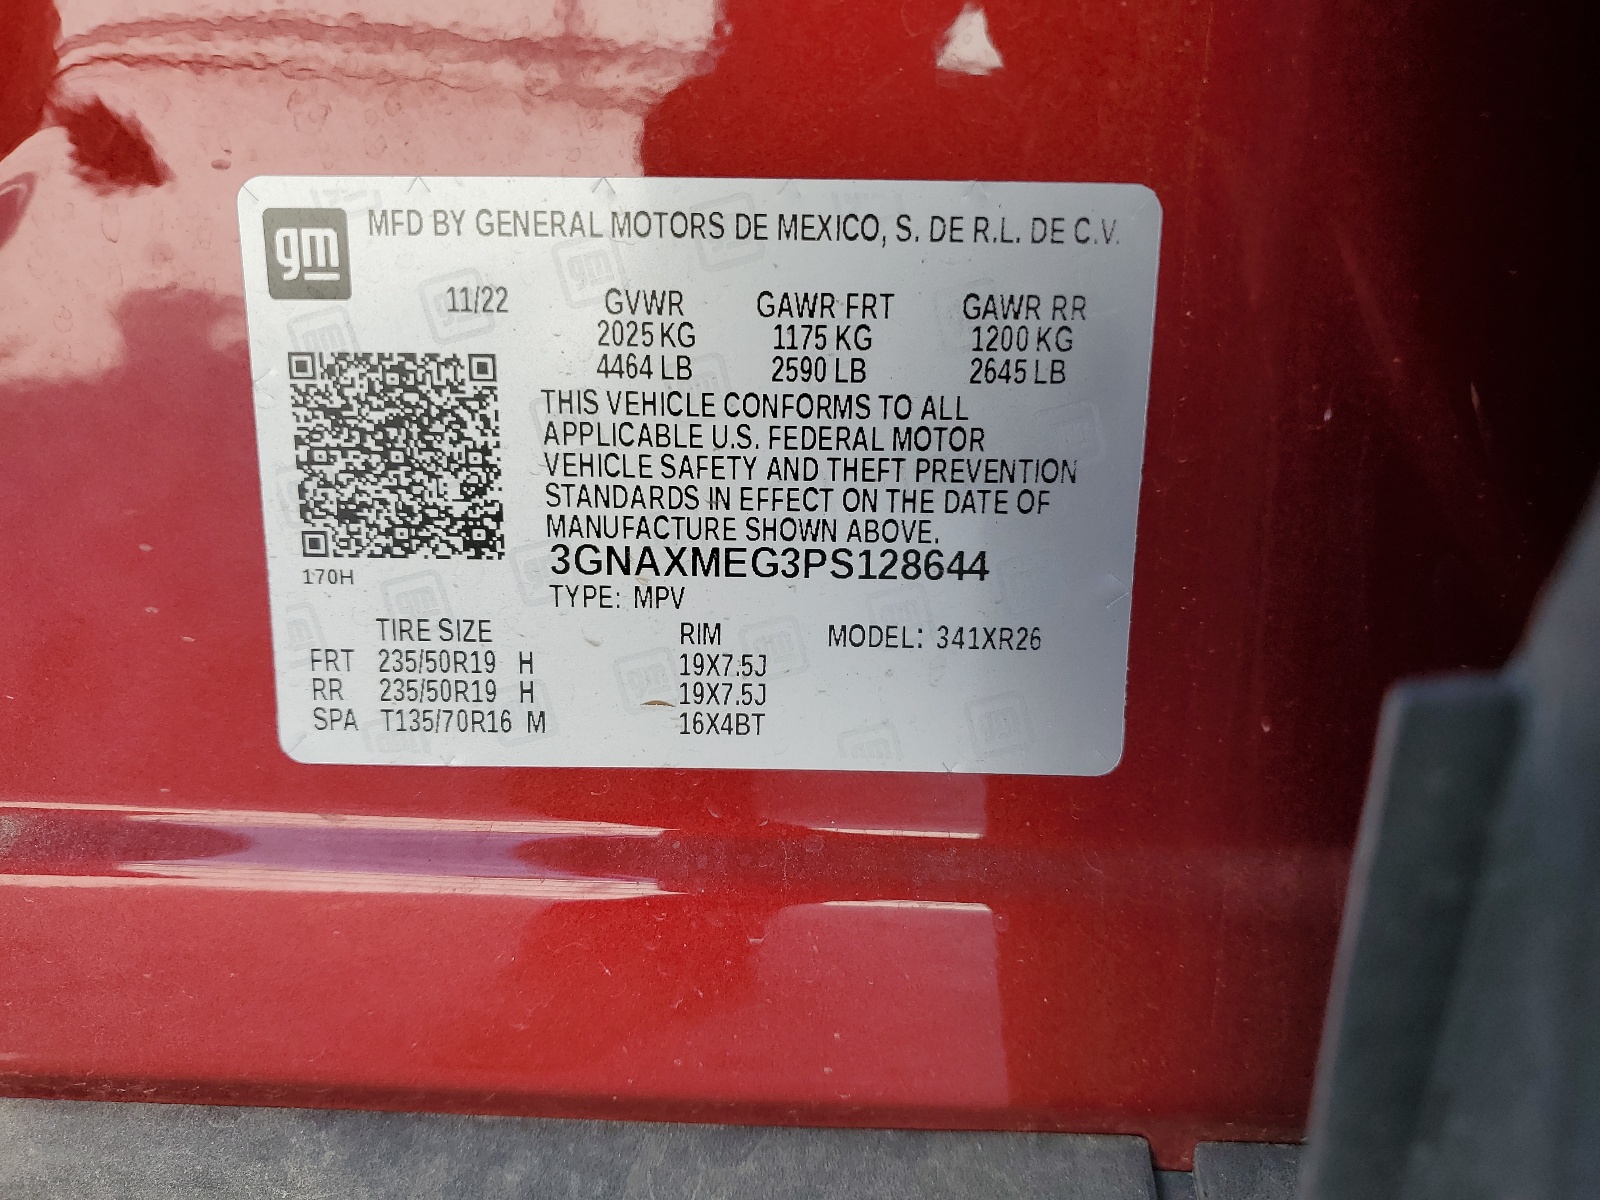 gm MFD BY GENERAL MOTORS DE MEXICO, S. DE R.L. DE C.V.
11/22 GVWR GAWR FRT GAWR RR
2025 KG 1175 KG 1200 KG
4464 LB 2590 LB 2645 LB
THIS VEHICLE CONFORMS TO ALL
APPLICABLE U.S. FEDERAL MOTOR
VEHICLE SAFETY AND THEFT PREVENTION
STANDARDS IN EFFECT ON THE DATE OF
MANUFACTURE SHOWN ABOVE.
3GNAXMEG3PS128644
170H
TYPE: MPV
TIRE SIZE RIM MODEL: 341XR26
FRT 235/50R19 H 19X7.5J
RR 235/50R19 H 19X7.5J
SPA T135/70R16 M 16X4BT